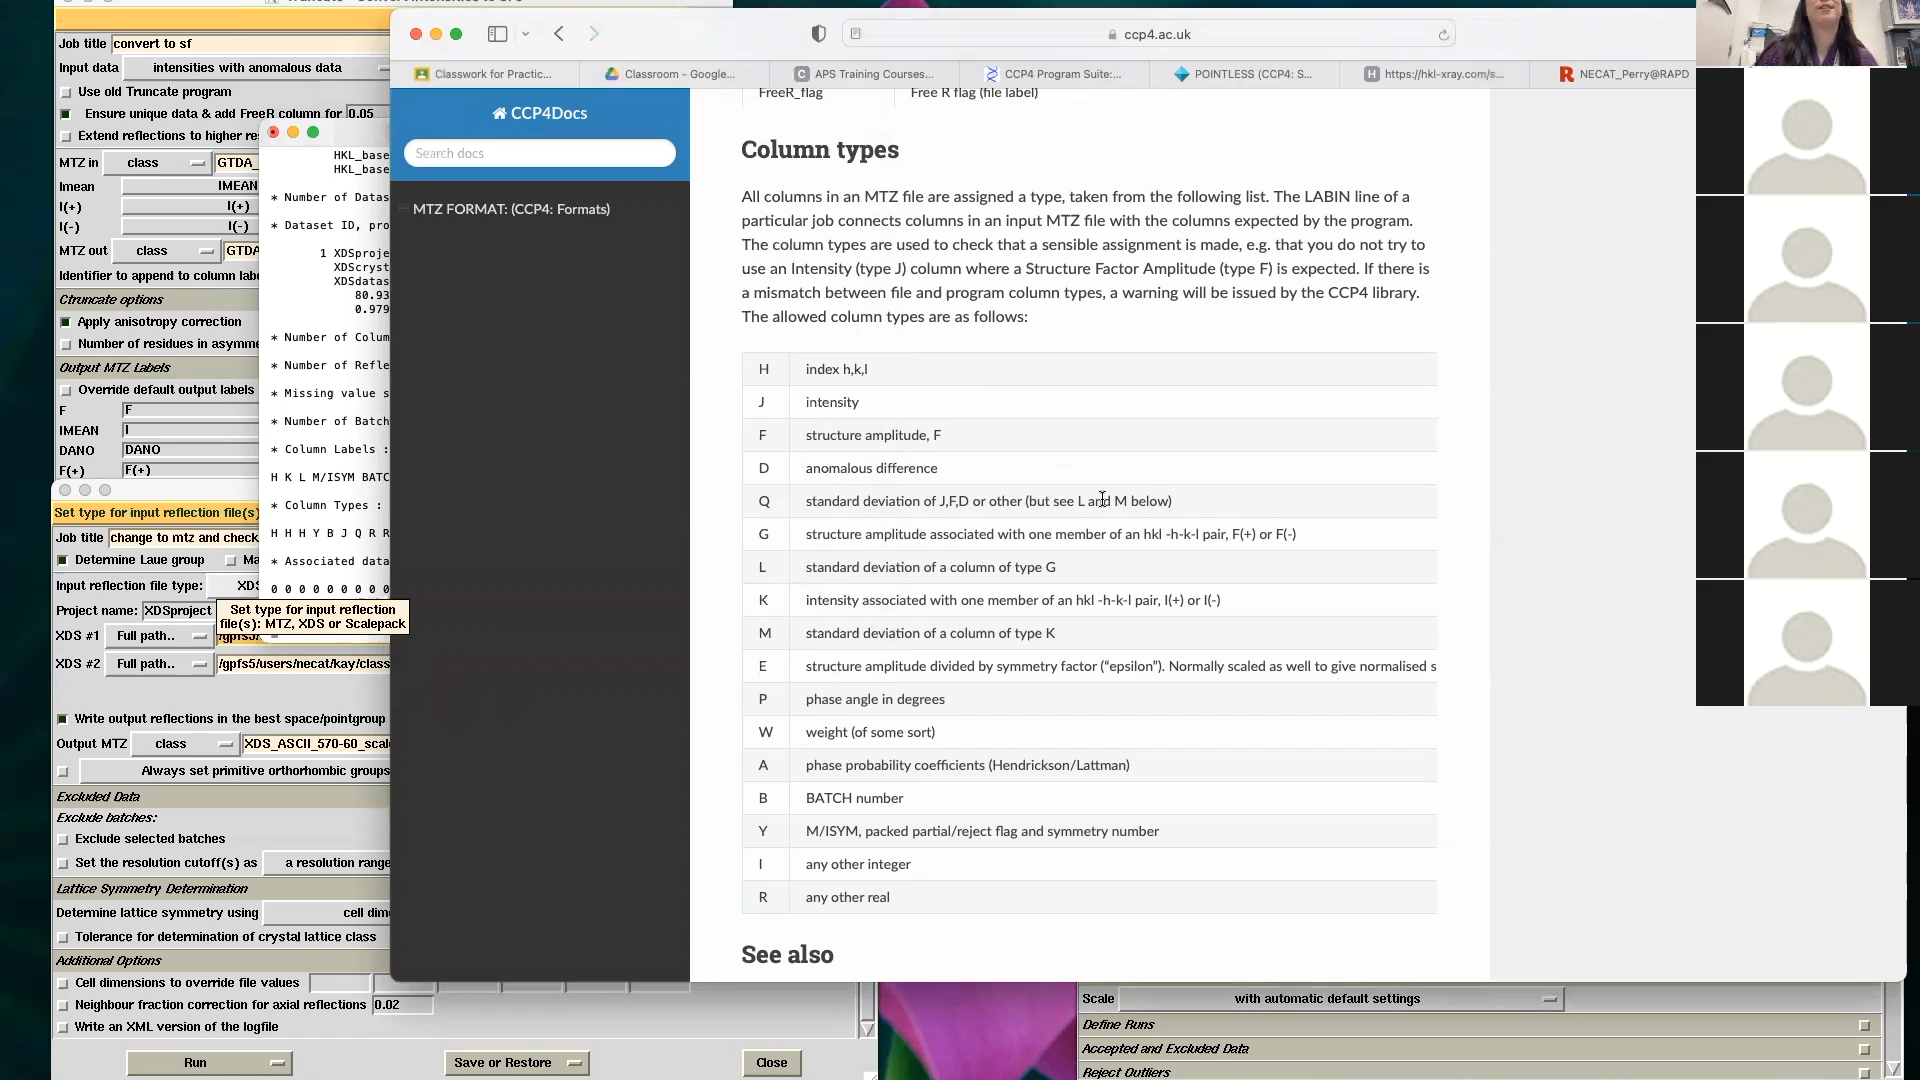 Job title convert to sf
Input data intensities with anomalous data
Use old Truncate program
Ensure unique data & add FreeR column for 0.05
Extend reflections to higher re
MTZ in class GTDA_
Imean IMEAN
I(+) I(+)
I(-) I(-)
MTZ out class GTDA
Identifier to append to column labe
Ctruncate options
Apply anisotropy correction
Number of residues in asymme
Output MTZ Labels
Override default output labels
F F
IMEAN I
DANO DANO
F(+) F(+)
HKL_base
HKL_base
* Number of Datas
* Dataset ID, pro
1 XDSproje
XDScryst
XDSdatas
80.93
0.979
* Number of Colum
* Number of Refle
* Missing value s
* Number of Batch
* Column Labels :
H K L M/ISYM BATC
* Column Types :
H H H Y B J Q R R
* Associated data
0 0 0 0 0 0 0 0 0
Set type for input reflection file(s)
Job title change to mtz and check
Determine Laue group Ma
Input reflection file type: XDS
Project name: XDSproject
Set type for input reflection
file(s): MTZ, XDS or Scalepack
XDS #1 Full path..
XDS #2 Full path.. /gpfs5/users/necat/kay/class
Write output reflections in the best space/pointgroup
Output MTZ class XDS_ASCII_570-60_scal
Always set primitive orthorhombic groups
Excluded Data
Exclude batches:
Exclude selected batches
Set the resolution cutoff(s) as a resolution range
Lattice Symmetry Determination
Determine lattice symmetry using cell dim
Tolerance for determination of crystal lattice class
Additional Options
Cell dimensions to override file values
Neighbour fraction correction for axial reflections 0.02
Write an XML version of the logfile
Run Save or Restore Close
ccp4.ac.uk
Classwork for Practic... Classroom - Google... APS Training Courses... CCP4 Program Suite:... POINTLESS (CCP4: S... https://hkl-xray.com/s... NECAT_Perry@RAPD
CCP4Docs
Search docs
MTZ FORMAT: (CCP4: Formats)
FreeR_flag Free R flag (file label)
Column types
All columns in an MTZ file are assigned a type, taken from the following list. The LABIN line of a
particular job connects columns in an input MTZ file with the columns expected by the program.
The column types are used to check that a sensible assignment is made, e.g. that you do not try to
use an Intensity (type J) column where a Structure Factor Amplitude (type F) is expected. If there is
a mismatch between file and program column types, a warning will be issued by the CCP4 library.
The allowed column types are as follows:
H index h,k,l
J intensity
F structure amplitude, F
D anomalous difference
Q standard deviation of J,F,D or other (but see L and M below)
G structure amplitude associated with one member of an hkl -h-k-l pair, F(+) or F(-)
L standard deviation of a column of type G
K intensity associated with one member of an hkl -h-k-l pair, I(+) or I(-)
M standard deviation of a column of type K
E structure amplitude divided by symmetry factor (“epsilon”). Normally scaled as well to give normalised s
P phase angle in degrees
W weight (of some sort)
A phase probability coefficients (Hendrickson/Lattman)
B BATCH number
Y M/ISYM, packed partial/reject flag and symmetry number
I any other integer
R any other real
See also
Scale with automatic default settings
Define Runs
Accepted and Excluded Data
Reject Outliers